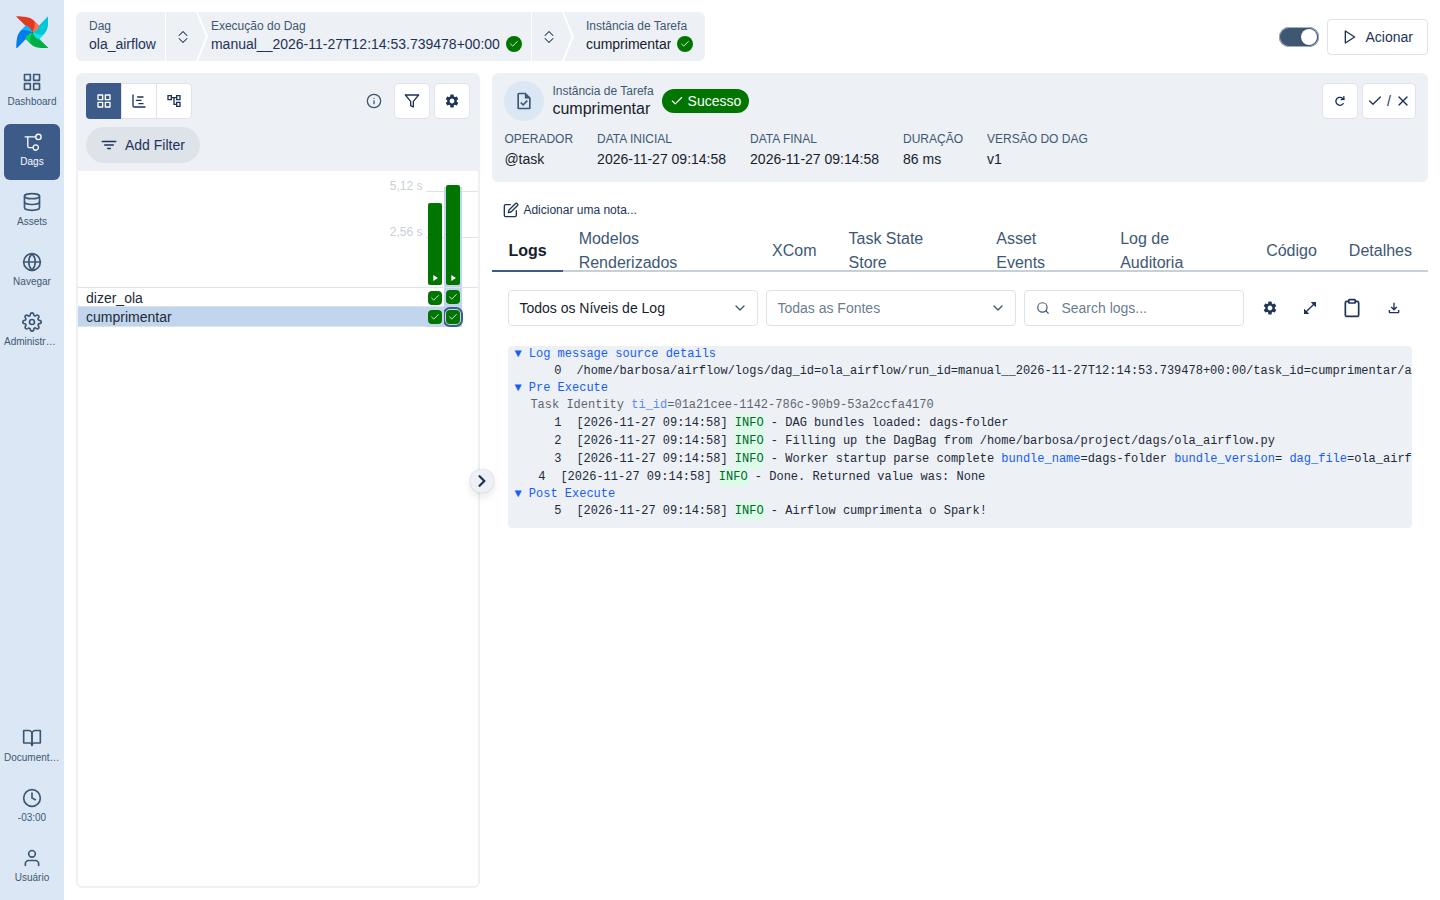 Dag
ola_airflow
Execução do Dag
manual__2026-11-27T12:14:53.739478+00:00
Instância de Tarefa
cumprimentar
Acionar
Dashboard
Dags
Assets
Navegar
Administr…
Document…
-03:00
Usuário
Add Filter
5,12 s
2,56 s
dizer_ola
cumprimentar
Instância de Tarefa
cumprimentar
Sucesso
/
OPERADOR DATA INICIAL DATA FINAL DURAÇÃO VERSÃO DO DAG
@task 2026-11-27 09:14:58 2026-11-27 09:14:58 86 ms v1
Adicionar uma nota...
Logs
Modelos Renderizados
XCom
Task State Store
Asset Events
Log de Auditoria
Código
Detalhes
Todos os Níveis de Log
Todas as Fontes
Search logs...
▼ Log message source details
0 /home/barbosa/airflow/logs/dag_id=ola_airflow/run_id=manual__2026-11-27T12:14:53.739478+00:00/task_id=cumprimentar/a
▼ Pre Execute
Task Identity ti_id=01a21cee-1142-786c-90b9-53a2ccfa4170
1 [2026-11-27 09:14:58] INFO - DAG bundles loaded: dags-folder
2 [2026-11-27 09:14:58] INFO - Filling up the DagBag from /home/barbosa/project/dags/ola_airflow.py
3 [2026-11-27 09:14:58] INFO - Worker startup parse complete bundle_name=dags-folder bundle_version= dag_file=ola_airf
4 [2026-11-27 09:14:58] INFO - Done. Returned value was: None
▼ Post Execute
5 [2026-11-27 09:14:58] INFO - Airflow cumprimenta o Spark!